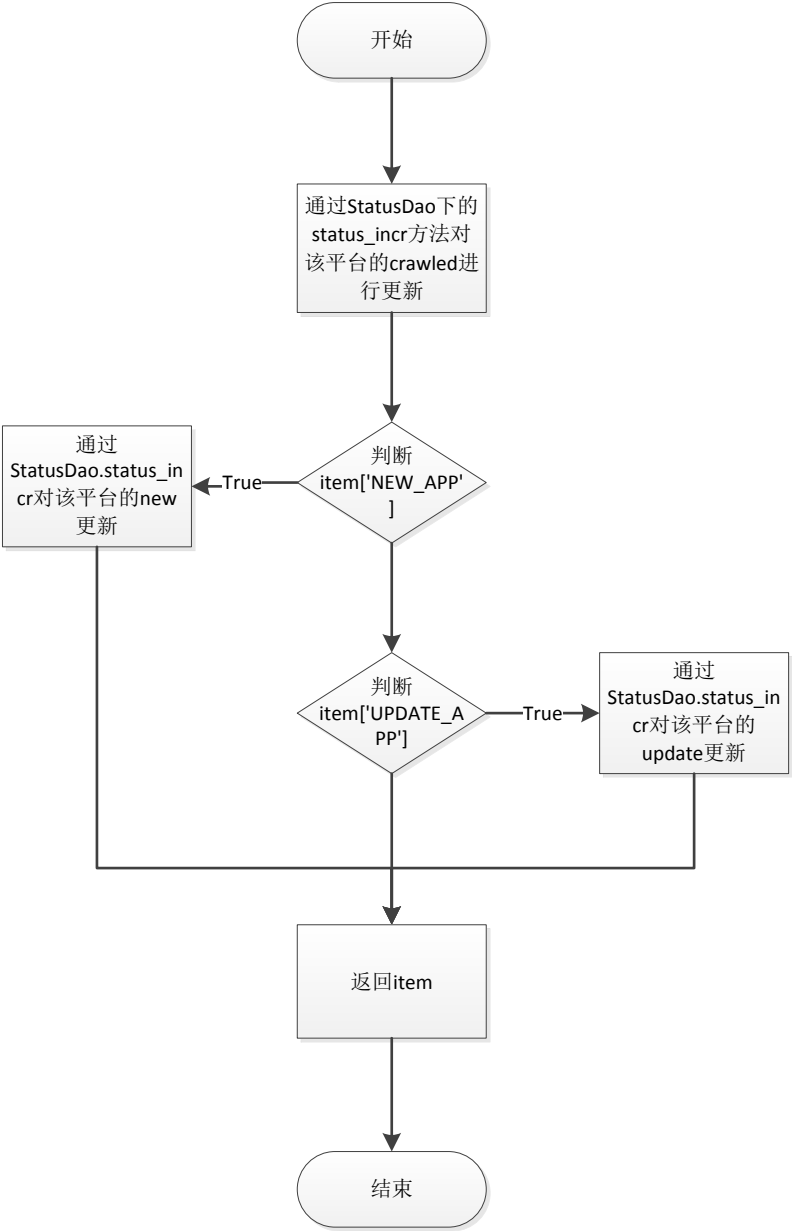 开始
通过StatusDao下的
status_incr方法对
该平台的crawled进
行更新
判断
item['NEW_APP'
]
True
通过
StatusDao.status_in
cr对该平台的new
更新
判断
item['UPDATE_A
PP']
True
通过
StatusDao.status_in
cr对该平台的
update更新
返回item
结束